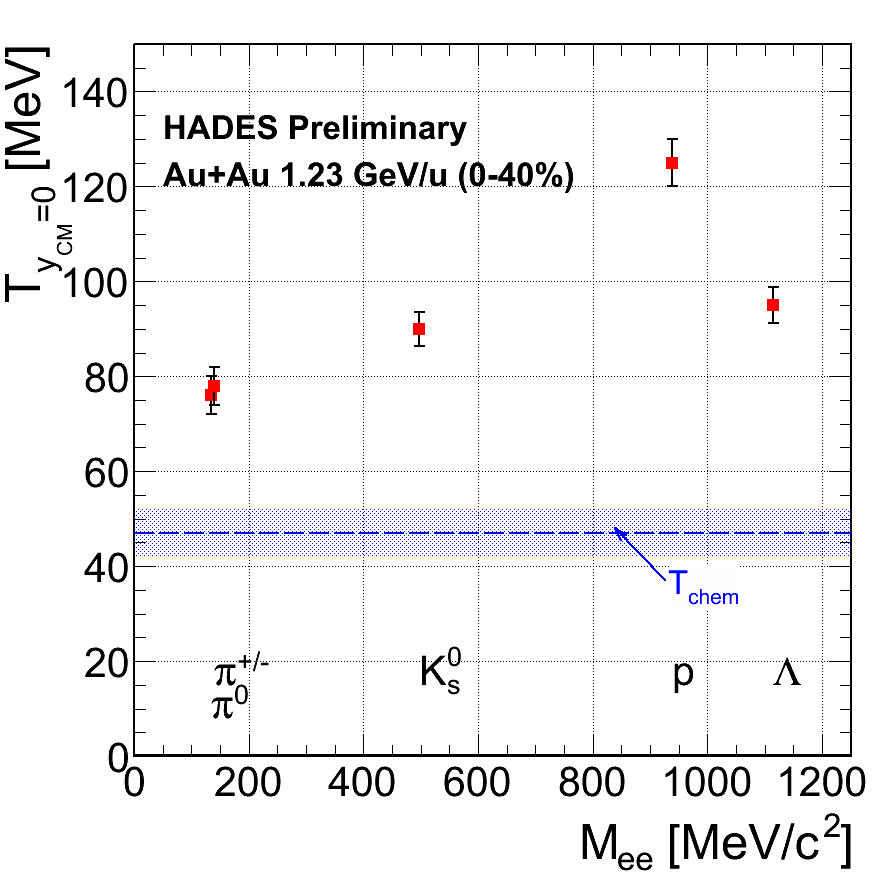 T_{y_{CM}=0} [MeV]
140
120
100
80
60
40
20
0
HADES Preliminary
Au+Au 1.23 GeV/u (0-40%)
T_{chem}
π^{+/-}
π^{0}
K^{0}_{s}
p
Λ
0 200 400 600 800 1000 1200
M_{ee} [MeV/c^{2}]